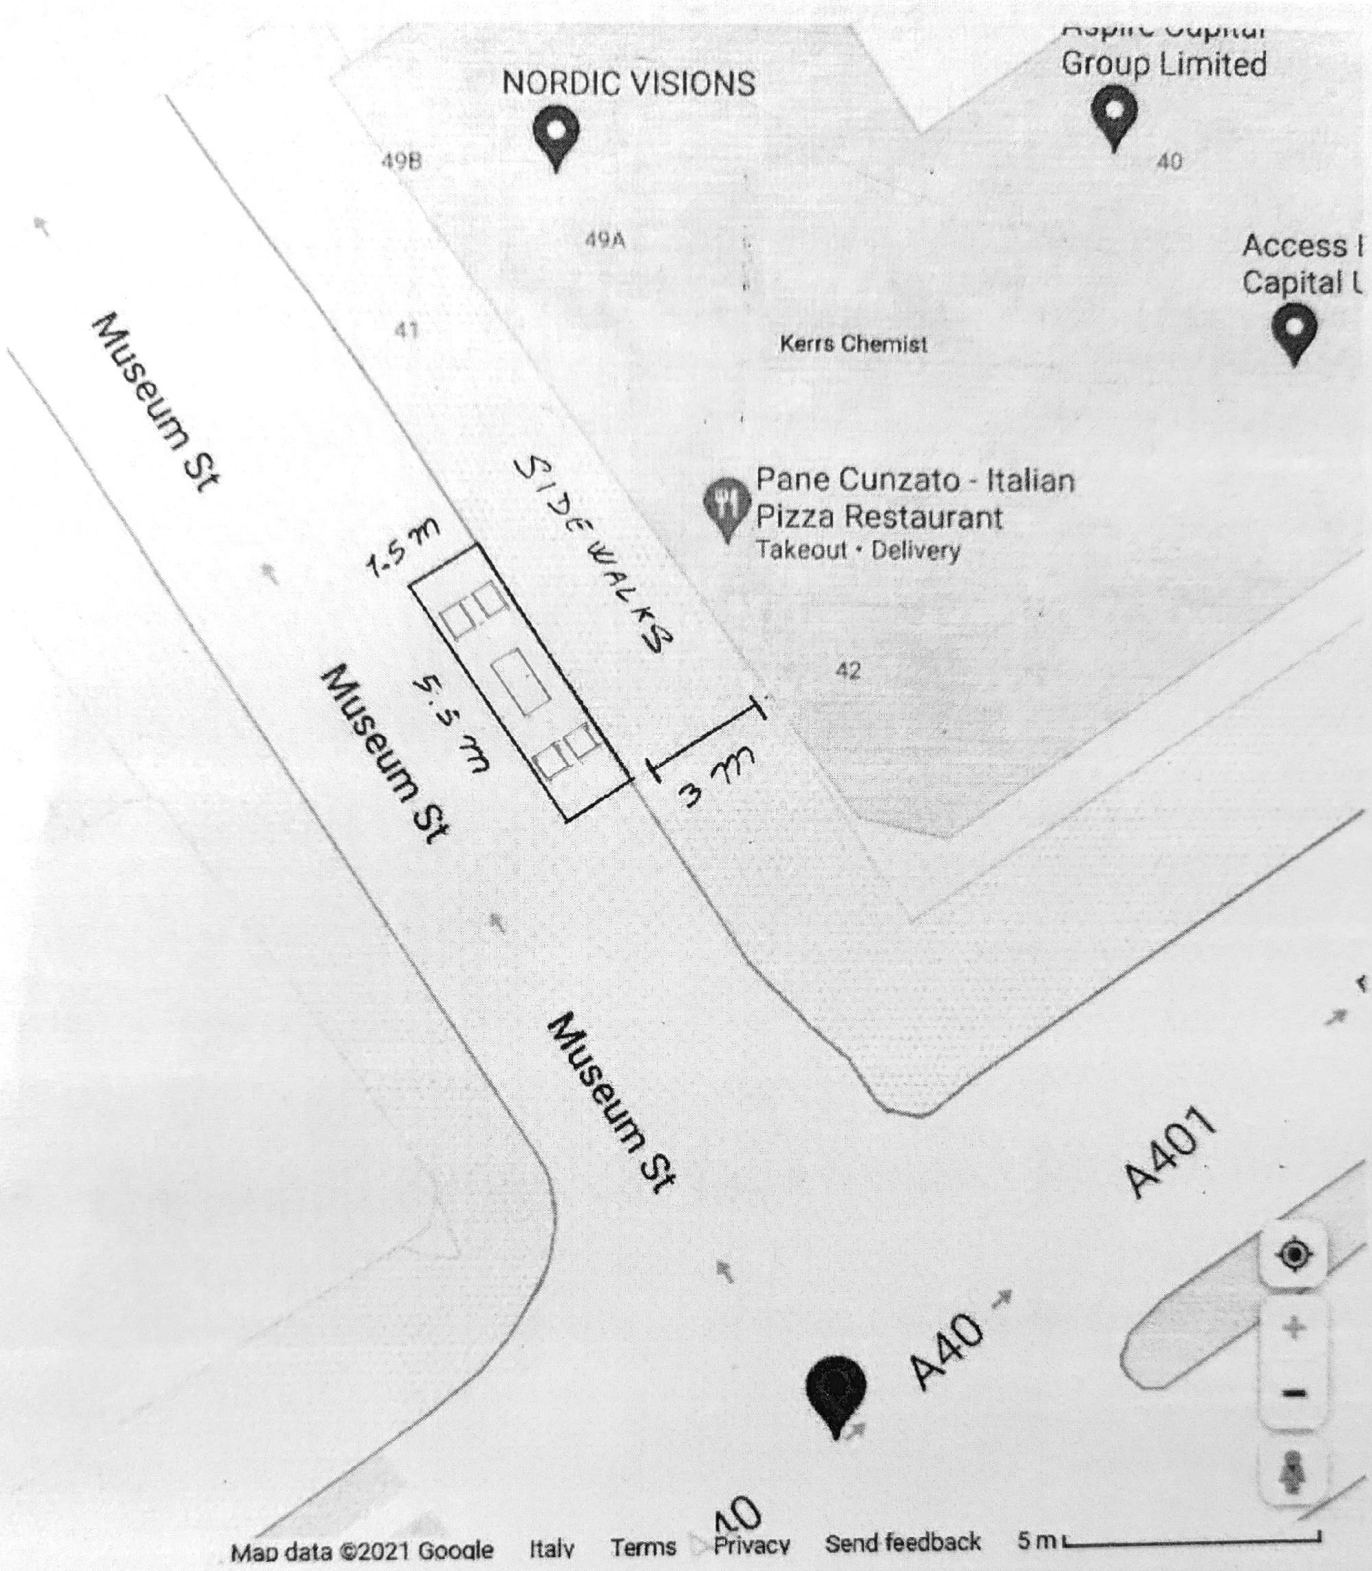 Group Limited
NORDIC VISIONS
49B
40
49A
Access
Capital
41
Kerrs Chemist
Museum St
SIDEWALKS
Pane Cunzato - Italian
Pizza Restaurant
Takeout • Delivery
1.5 m
42
5.5 m
3 m
Museum St
Museum St
A401
A40
Map data ©2021 Google
Italy
Terms
Privacy
Send feedback
5 m